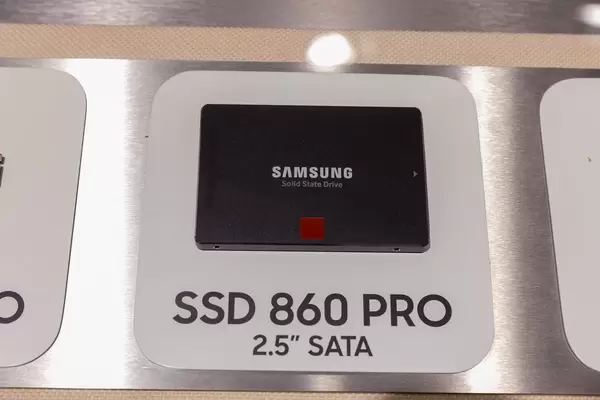 SAMSUNG
Solid State Drive
SSD 860 PRO
2.5” SATA
O